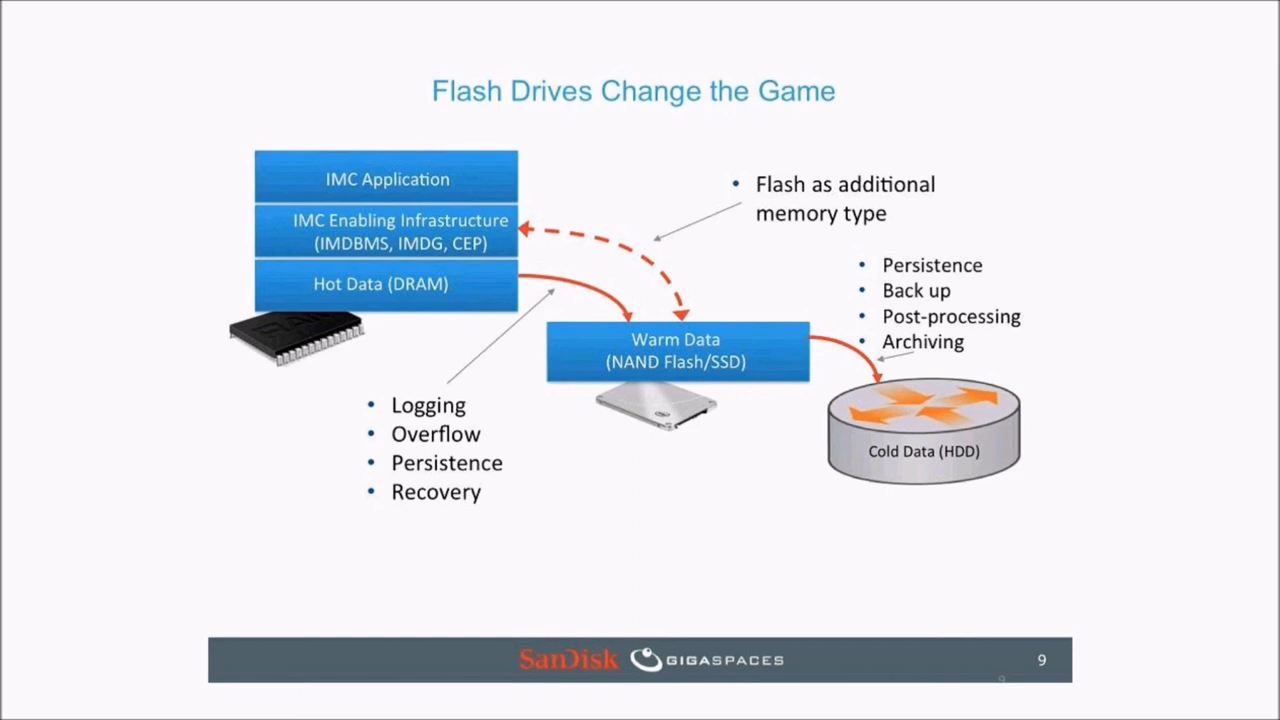 Flash Drives Change the Game
IMC Application
IMC Enabling Infrastructure
(IMDBMS, IMDG, CEP)
Hot Data (DRAM)
RAM
• Flash as additional
memory type
• Persistence
• Back up
• Post-processing
• Archiving
Warm Data
(NAND Flash/SSD)
• Logging
• Overflow
• Persistence
• Recovery
Cold Data (HDD)
SanDisk GIGASPACES
9
9